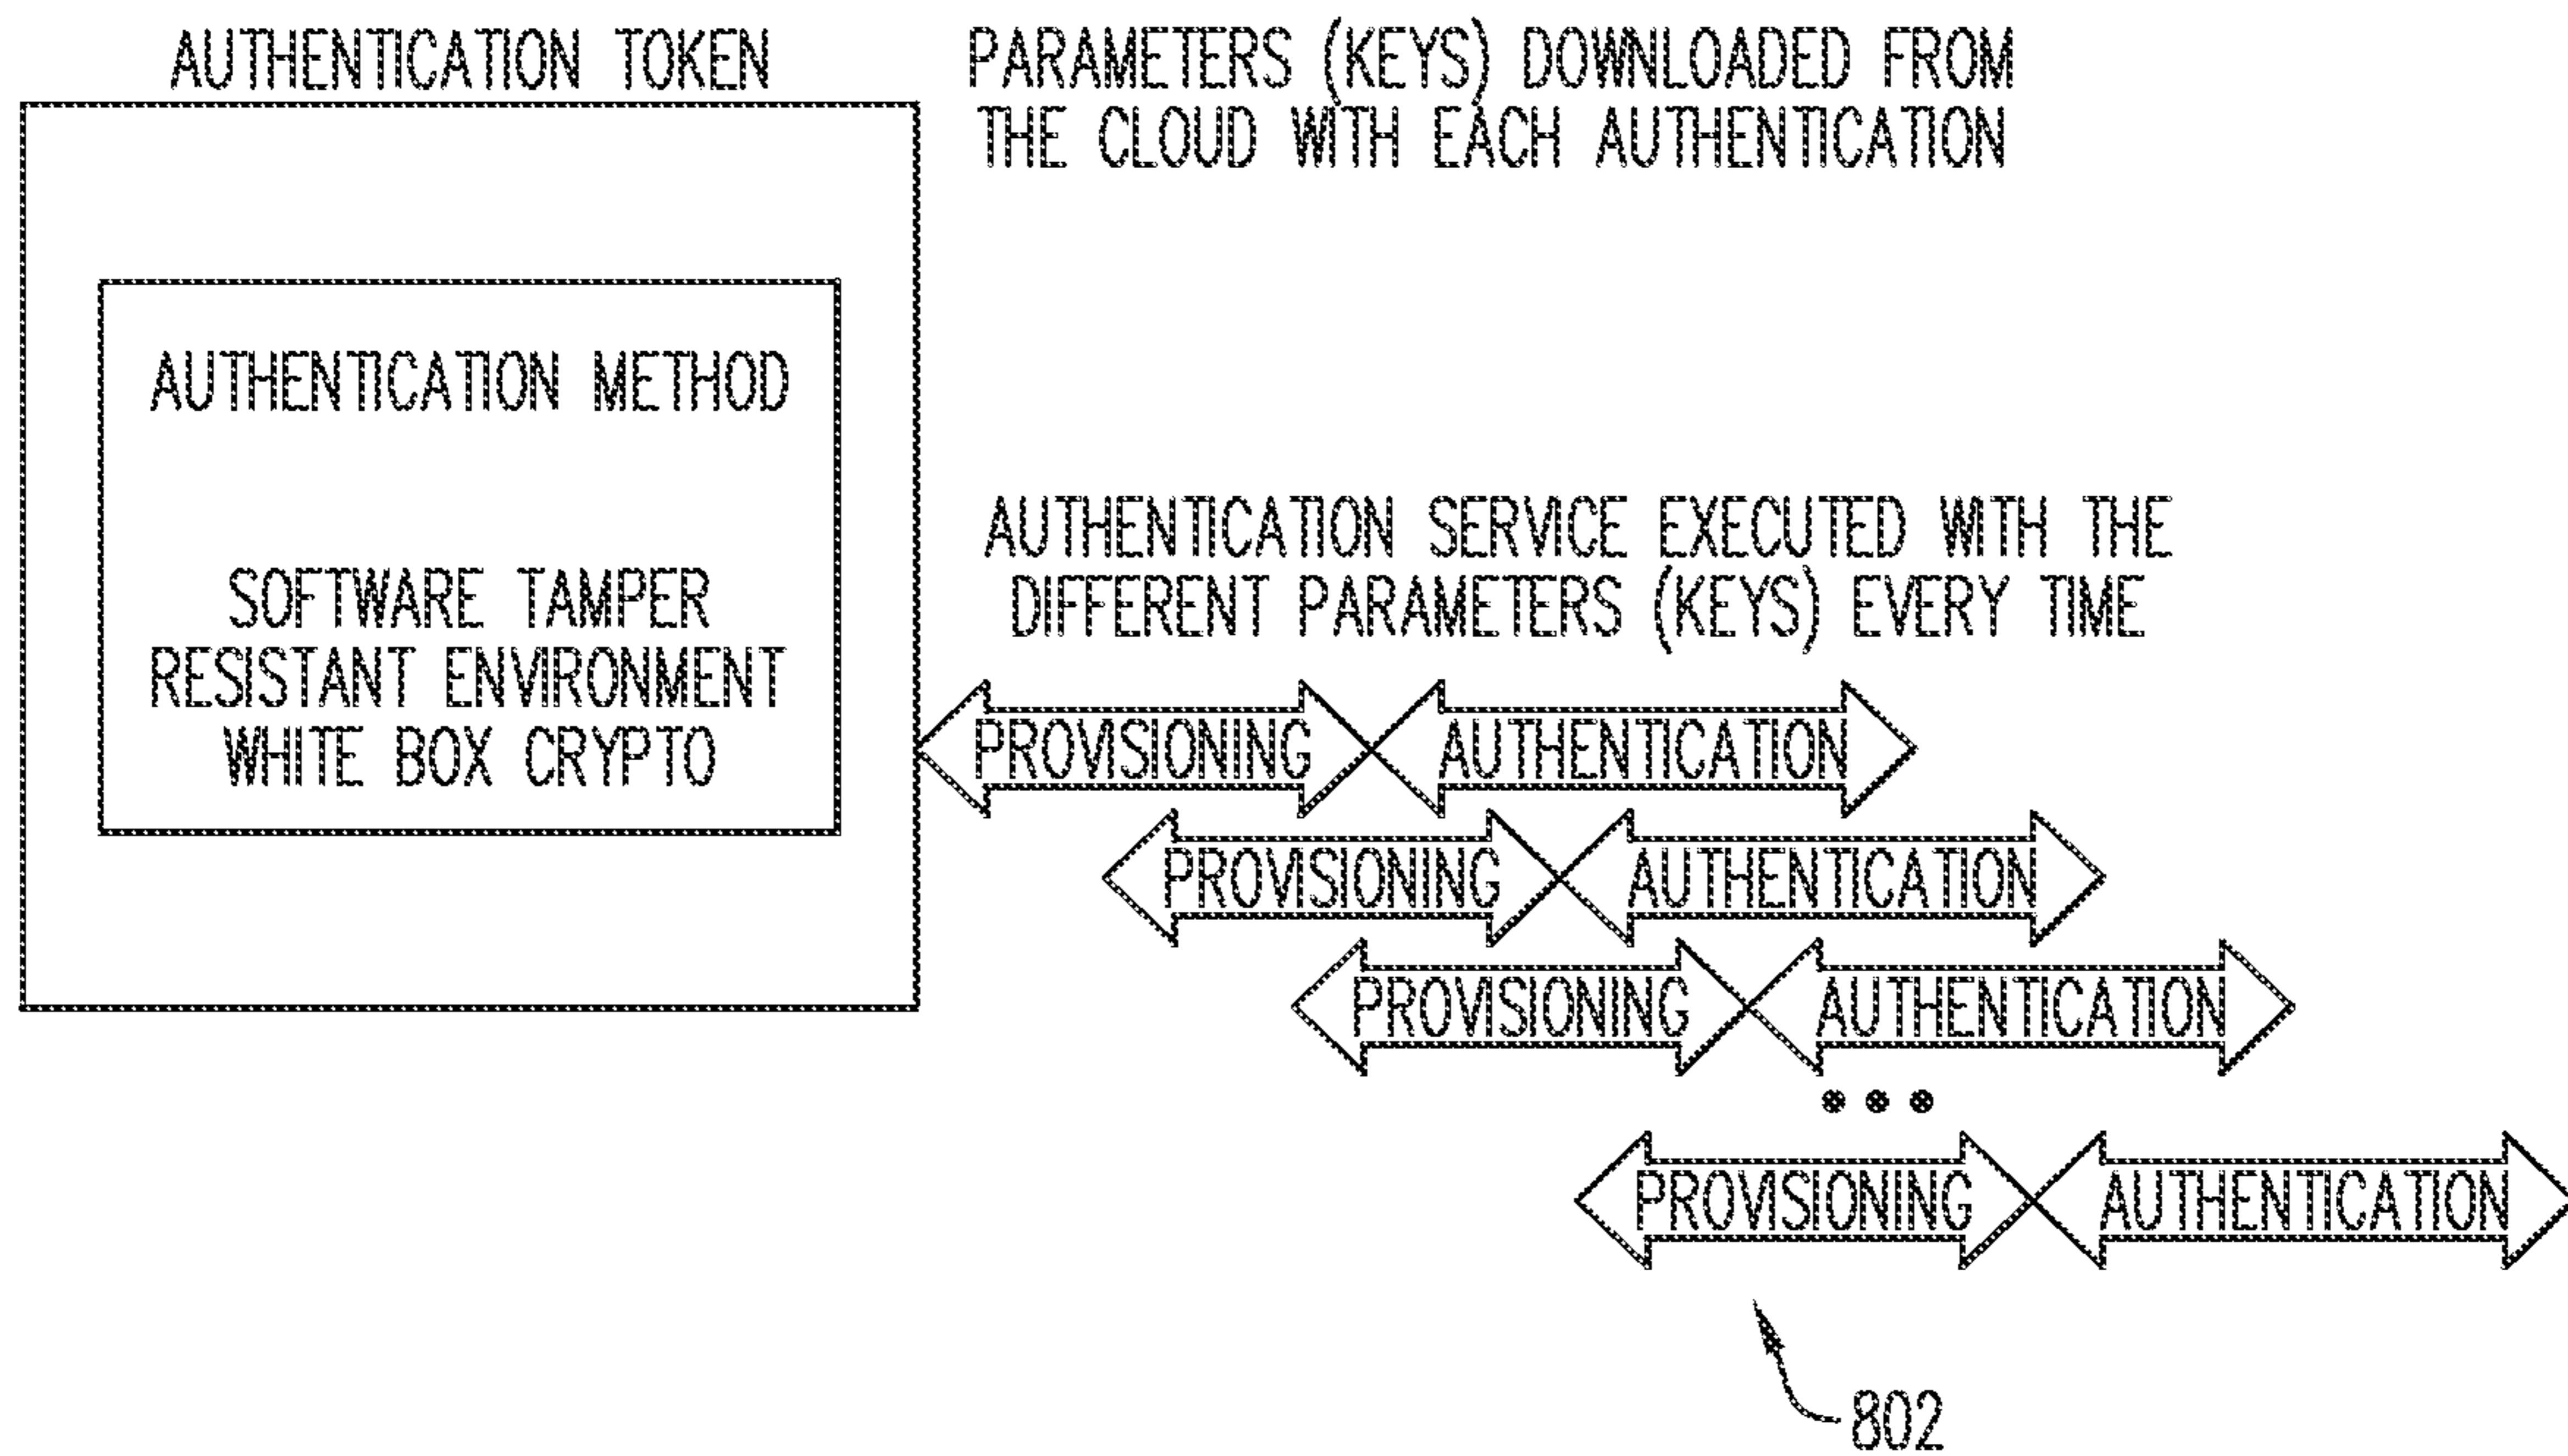 AUTHENTICATION TOKEN
PARAMETERS (KEYS) DOWNLOADED FROM
THE CLOUD WITH EACH AUTHENTICATION
AUTHENTICATION METHOD
SOFTWARE TAMPER
RESISTANT ENVIRONMENT
WHITE BOX CRYPTO
AUTHENTICATION SERVICE EXECUTED WITH THE
DIFFERENT PARAMETERS (KEYS) EVERY TIME
PROVISIONING AUTHENTICATION
PROVISIONING AUTHENTICATION
PROVISIONING AUTHENTICATION
•••
PROVISIONING AUTHENTICATION
802